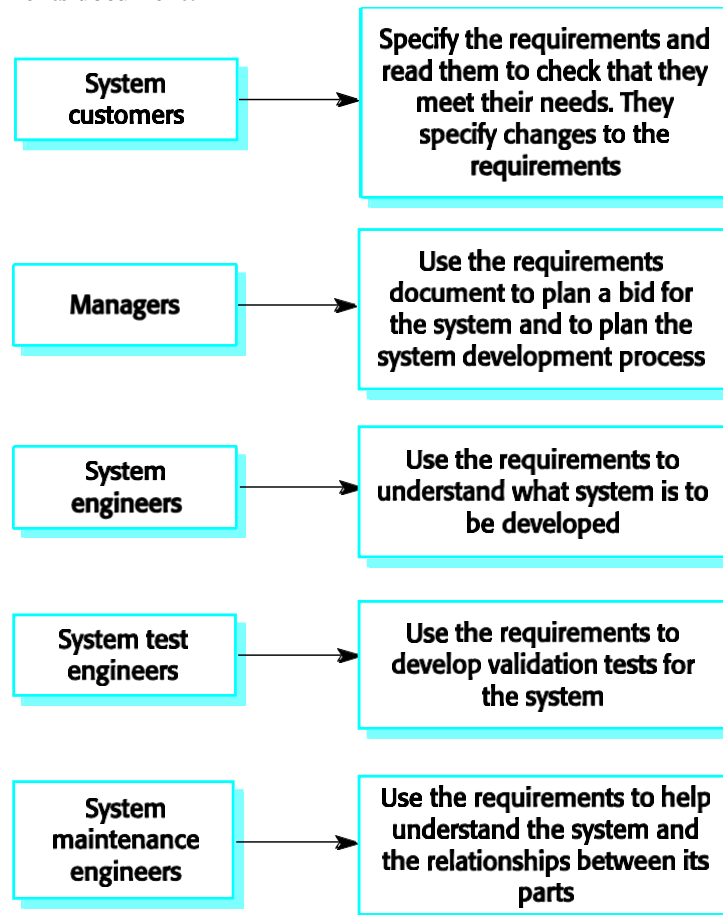 System
customers
Specify the requirements and
read them to check that they
meet their needs. They
specify changes to the
requirements
Managers
Use the requirements
document to plan a bid for
the system and to plan the
system development process
System
engineers
Use the requirements to
understand what system is to
be developed
System test
engineers
Use the requirements to
develop validation tests for
the system
System
maintenance
engineers
Use the requirements to help
understand the system and
the relationships between its
parts